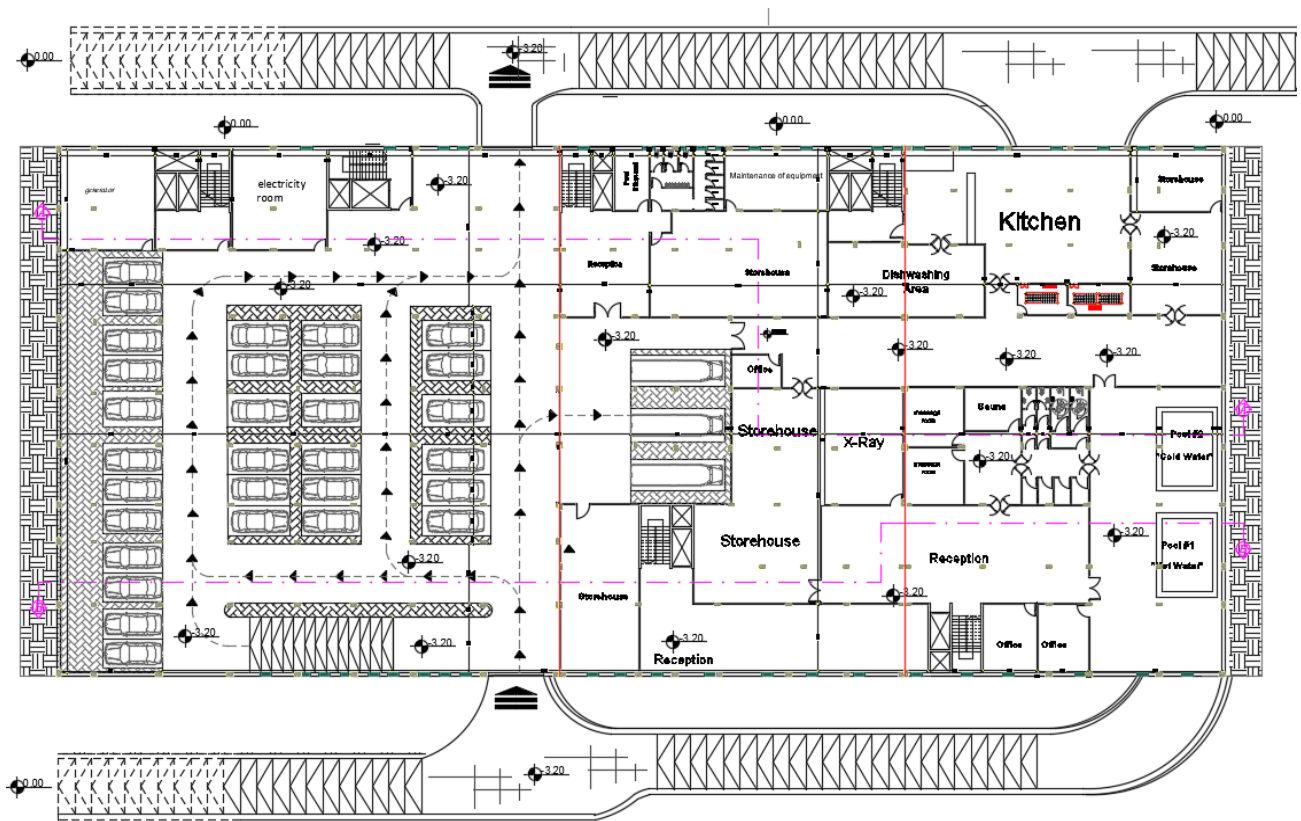 0.00
-3.20
0.00
0.00
0.00
generator
electricity
room
-3.20
Maintenance of equipment
Kitchen
Storehouse
-3.20
-3.20
Reception
Storehouse
Dishwashing
Area
Storehouse
-3.20
-3.20
-3.20
-3.20
-3.20
-3.20
Office
Storehouse
X-Ray
Sauna
Pool #2
"Cold Water"
-3.20
Storehouse
Reception
-3.20
Pool #1
-3.20
Storehouse
-3.20
-3.20
-3.20
-3.20
Reception
Office
Office
-3.20
0.00